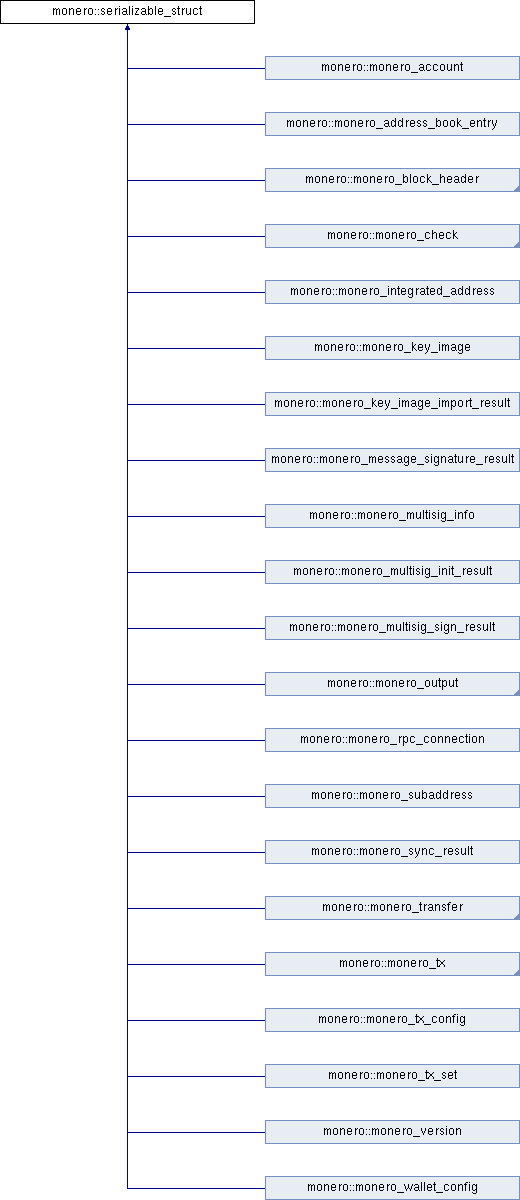 monero::serializable_struct
monero::monero_account
monero::monero_address_book_entry
monero::monero_block_header
monero::monero_check
monero::monero_integrated_address
monero::monero_key_image
monero::monero_key_image_import_result
monero::monero_message_signature_result
monero::monero_multisig_info
monero::monero_multisig_init_result
monero::monero_multisig_sign_result
monero::monero_output
monero::monero_rpc_connection
monero::monero_subaddress
monero::monero_sync_result
monero::monero_transfer
monero::monero_tx
monero::monero_tx_config
monero::monero_tx_set
monero::monero_version
monero::monero_wallet_config